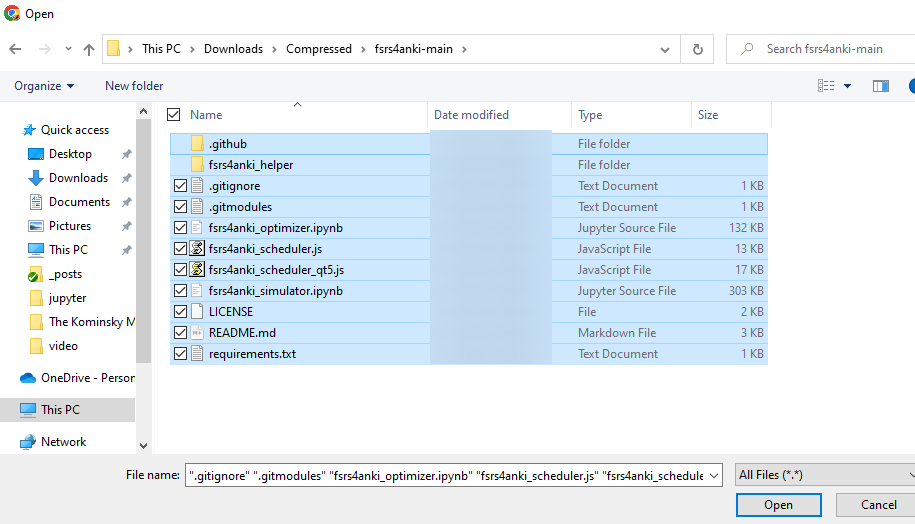 Open
This PC > Downloads > Compressed > fsrs4anki-main >
Search fsrs4anki-main
Organize New folder
Name Date modified Type Size
Quick access
Desktop
Downloads
Documents
Pictures
This PC
_posts
jupyter
The Kominsky M
video
OneDrive - Person
This PC
Network
.github File folder
fsrs4anki_helper File folder
.gitignore Text Document 1 KB
.gitmodules Text Document 1 KB
fsrs4anki_optimizer.ipynb Jupyter Source File 132 KB
fsrs4anki_scheduler.js JavaScript File 13 KB
fsrs4anki_scheduler_qt5.js JavaScript File 17 KB
fsrs4anki_simulator.ipynb Jupyter Source File 303 KB
LICENSE File 2 KB
README.md Markdown File 3 KB
requirements.txt Text Document 1 KB
File name: ".gitignore" ".gitmodules" "fsrs4anki_optimizer.ipynb" "fsrs4anki_scheduler.js" "fsrs4anki_schedule
All Files (*.*)
Open Cancel